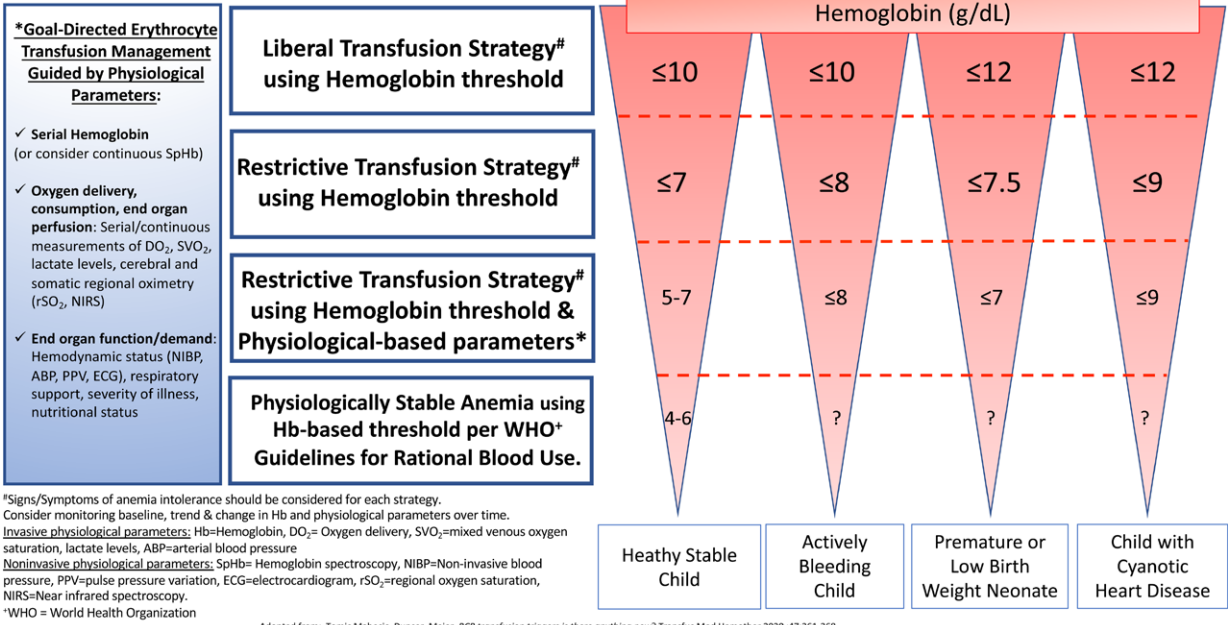 *Goal-Directed Erythrocyte
Transfusion Management
Guided by Physiological
Parameters:
✓ Serial Hemoglobin
(or consider continuous SpHb)
✓ Oxygen delivery,
consumption, end organ
perfusion: Serial/continuous
measurements of DO₂, SVO₂,
lactate levels, cerebral and
somatic regional oximetry
(rSO₂, NIRS)
✓ End organ function/demand:
Hemodynamic status (NIBP,
ABP, PPV, ECG), respiratory
support, severity of illness,
nutritional status
Hemoglobin (g/dL)
Liberal Transfusion Strategy#
using Hemoglobin threshold
≤10 ≤10 ≤12 ≤12
Restrictive Transfusion Strategy#
using Hemoglobin threshold
≤7 ≤8 ≤7.5 ≤9
Restrictive Transfusion Strategy#
using Hemoglobin threshold &
Physiological-based parameters*
5-7 ≤8 ≤7 ≤9
Physiologically Stable Anemia using
Hb-based threshold per WHO+
Guidelines for Rational Blood Use.
4-6 ? ? ?
Heathy Stable
Child
Actively
Bleeding
Child
Premature or
Low Birth
Weight Neonate
Child with
Cyanotic
Heart Disease
#Signs/Symptoms of anemia intolerance should be considered for each strategy.
Consider monitoring baseline, trend & change in Hb and physiological parameters over time.
Invasive physiological parameters: Hb=Hemoglobin, DO₂= Oxygen delivery, SVO₂=mixed venous oxygen
saturation, lactate levels, ABP=arterial blood pressure
Noninvasive physiological parameters: SpHb= Hemoglobin spectroscopy, NIBP=Non-invasive blood
pressure, PPV=pulse pressure variation, ECG=electrocardiogram, rSO₂=regional oxygen saturation,
NIRS=Near infrared spectroscopy.
+WHO = World Health Organization